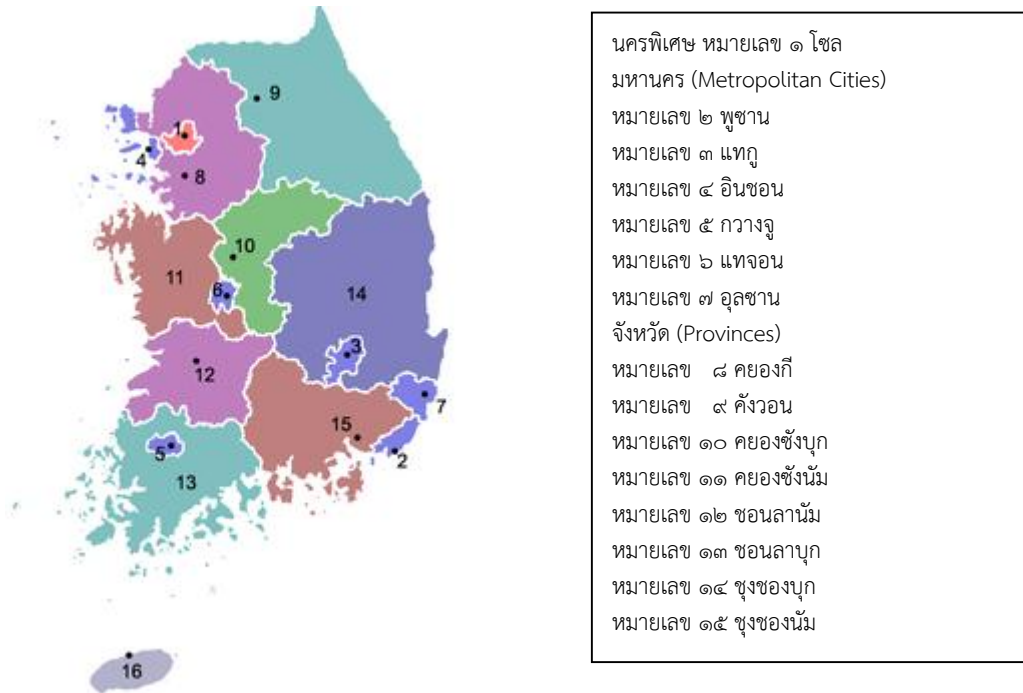 9
1
4
8
10
11
6
14
3
12
7
15
5
2
13
16
นครพิเศษ หมายเลข ๑ โซล
มหานคร (Metropolitan Cities)
หมายเลข ๒ พูซาน
หมายเลข ๓ แทกู
หมายเลข ๔ อินชอน
หมายเลข ๕ กวางจู
หมายเลข ๖ แทจอน
หมายเลข ๗ อุลซาน
จังหวัด (Provinces)
หมายเลข ๘ คยองกี
หมายเลข ๙ คังวอน
หมายเลข ๑๐ คยองซังบุก
หมายเลข ๑๑ คยองซังนัม
หมายเลข ๑๒ ชอนลานัม
หมายเลข ๑๓ ชอนลาบุก
หมายเลข ๑๔ ชุงชองบุก
หมายเลข ๑๕ ชุงชองนัม